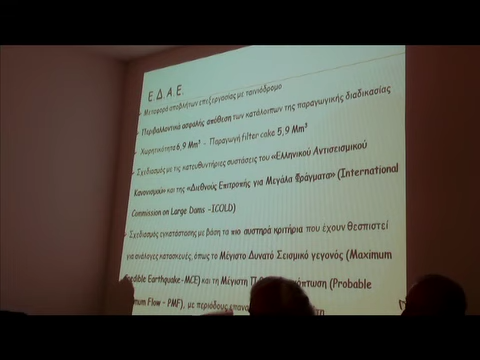 Ε.Δ.Α.Ε.
Μεταφορά αποβλήτων επεξεργασίας με ταινιόδρομο
Περιβαλλοντικά ασφαλής απόθεση των κατάλοιπων της παραγωγικής διαδικασίας
Χωρητικότητα 6,9 Mm³ - Παραγωγή filter cake 5,9 Mm³
Σχεδιασμός με τις κατευθυντήριες συστάσεις του «Ελληνικού Αντισεισμικού
Κανονισμού» και της «Διεθνούς Επιτροπής για Μεγάλα Φράγματα» (International
Commission on Large Dams -ICOLD)
Σχεδιασμός εγκατάστασης με βάση τα πιο αυστηρά κριτήρια που έχουν θεσπιστεί
για ανάλογες κατασκευές, όπως το Μέγιστο Δυνατό Σεισμικό γεγονός (Maximum
Credible Earthquake-MCE) και τη Μέγιστη (Probable
Flow - PMF), με περιόδους